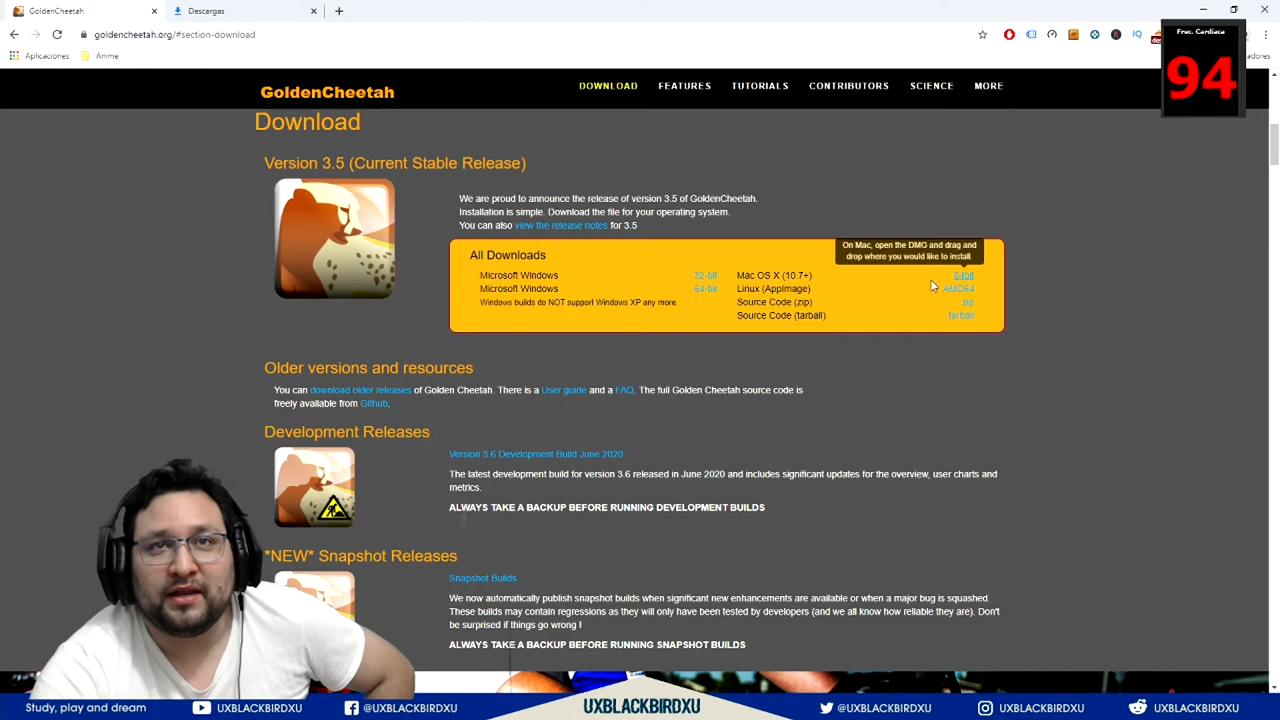 GoldenCheetah
Descargas
goldencheetah.org/#section-download
Aplicaciones
Anime
Frec. Cardíaca
94
GoldenCheetah
DOWNLOAD
FEATURES
TUTORIALS
CONTRIBUTORS
SCIENCE
MORE
Download
Version 3.5 (Current Stable Release)
We are proud to announce the release of version 3.5 of GoldenCheetah.
Installation is simple. Download the file for your operating system.
You can also view the release notes for 3.5
On Mac, open the DMG and drag and
drop where you would like to install.
All Downloads
Microsoft Windows 32-bit
Microsoft Windows 64-bit
Windows builds do NOT support Windows XP any more.
Mac OS X (10.7+) 64bit
Linux (AppImage) AMD64
Source Code (zip) zip
Source Code (tarball) tarball
Older versions and resources
You can download older releases of Golden Cheetah. There is a User guide and a FAQ. The full Golden Cheetah source code is
freely available from Github.
Development Releases
Version 3.6 Development Build June 2020
The latest development build for version 3.6 released in June 2020 and includes significant updates for the overview, user charts and
metrics.
ALWAYS TAKE A BACKUP BEFORE RUNNING DEVELOPMENT BUILDS
*NEW* Snapshot Releases
Snapshot Builds
We now automatically publish snapshot builds when significant new enhancements are available or when a major bug is squashed.
These builds may contain regressions as they will only have been tested by developers (and we all know how reliable they are). Don't
be surprised if things go wrong !
ALWAYS TAKE A BACKUP BEFORE RUNNING SNAPSHOT BUILDS
Study, play and dream
UXBLACKBIRDXU
@UXBLACKBIRDXU
UXBLACKBIRDXU
@UXBLACKBIRDXU
UXBLACKBIRDXU
UXBLACKBIRDXU